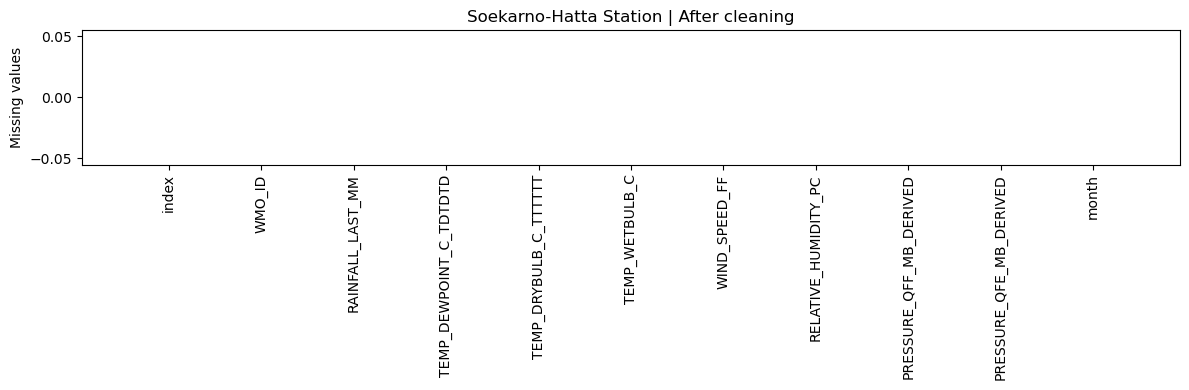 Soekarno-Hatta Station | After cleaning
Missing values
0.05
0.00
−0.05
index
WMO_ID
RAINFALL_LAST_MM
TEMP_DEWPOINT_C_TDTDTD
TEMP_DRYBULB_C_TTTTTT
TEMP_WETBULB_C
WIND_SPEED_FF
RELATIVE_HUMIDITY_PC
PRESSURE_QFF_MB_DERIVED
PRESSURE_QFE_MB_DERIVED
month